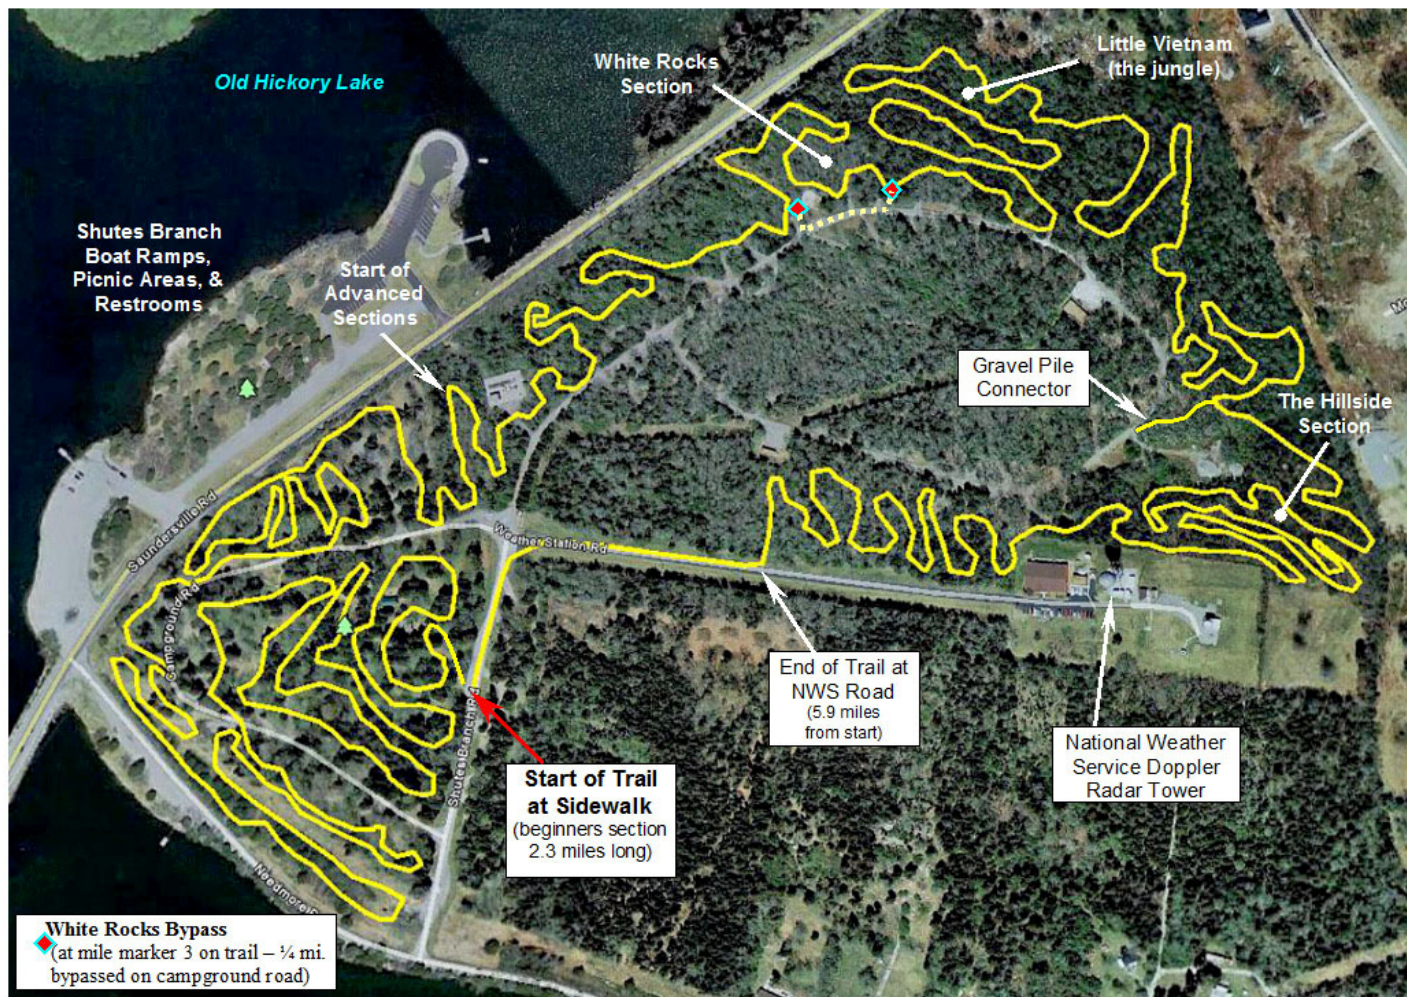 Old Hickory Lake
White Rocks
Section
Little Vietnam
(the jungle)
Shutes Branch
Boat Ramps,
Picnic Areas, &
Restrooms
Start of
Advanced
Sections
Gravel Pile
Connector
The Hillside
Section
Saundersville Rd
Weather Station Rd
Campground Rd
Shutes Branch Rd
End of Trail at
NWS Road
(5.9 miles
from start)
National Weather
Service Doppler
Radar Tower
Start of Trail
at Sidewalk
(beginners section
2.3 miles long)
Needmore
White Rocks Bypass
(at mile marker 3 on trail – ¼ mi.
bypassed on campground road)